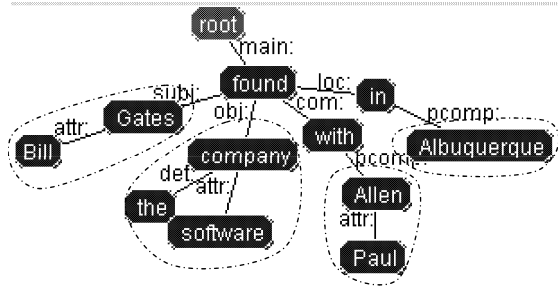 root
main:
found
subj:
obj:
com:
loc:
in
pcomp:
Albuquerque
Gates
attr:
Bill
company
det:
attr:
the
software
with
pcomp:
Allen
attr:
Paul